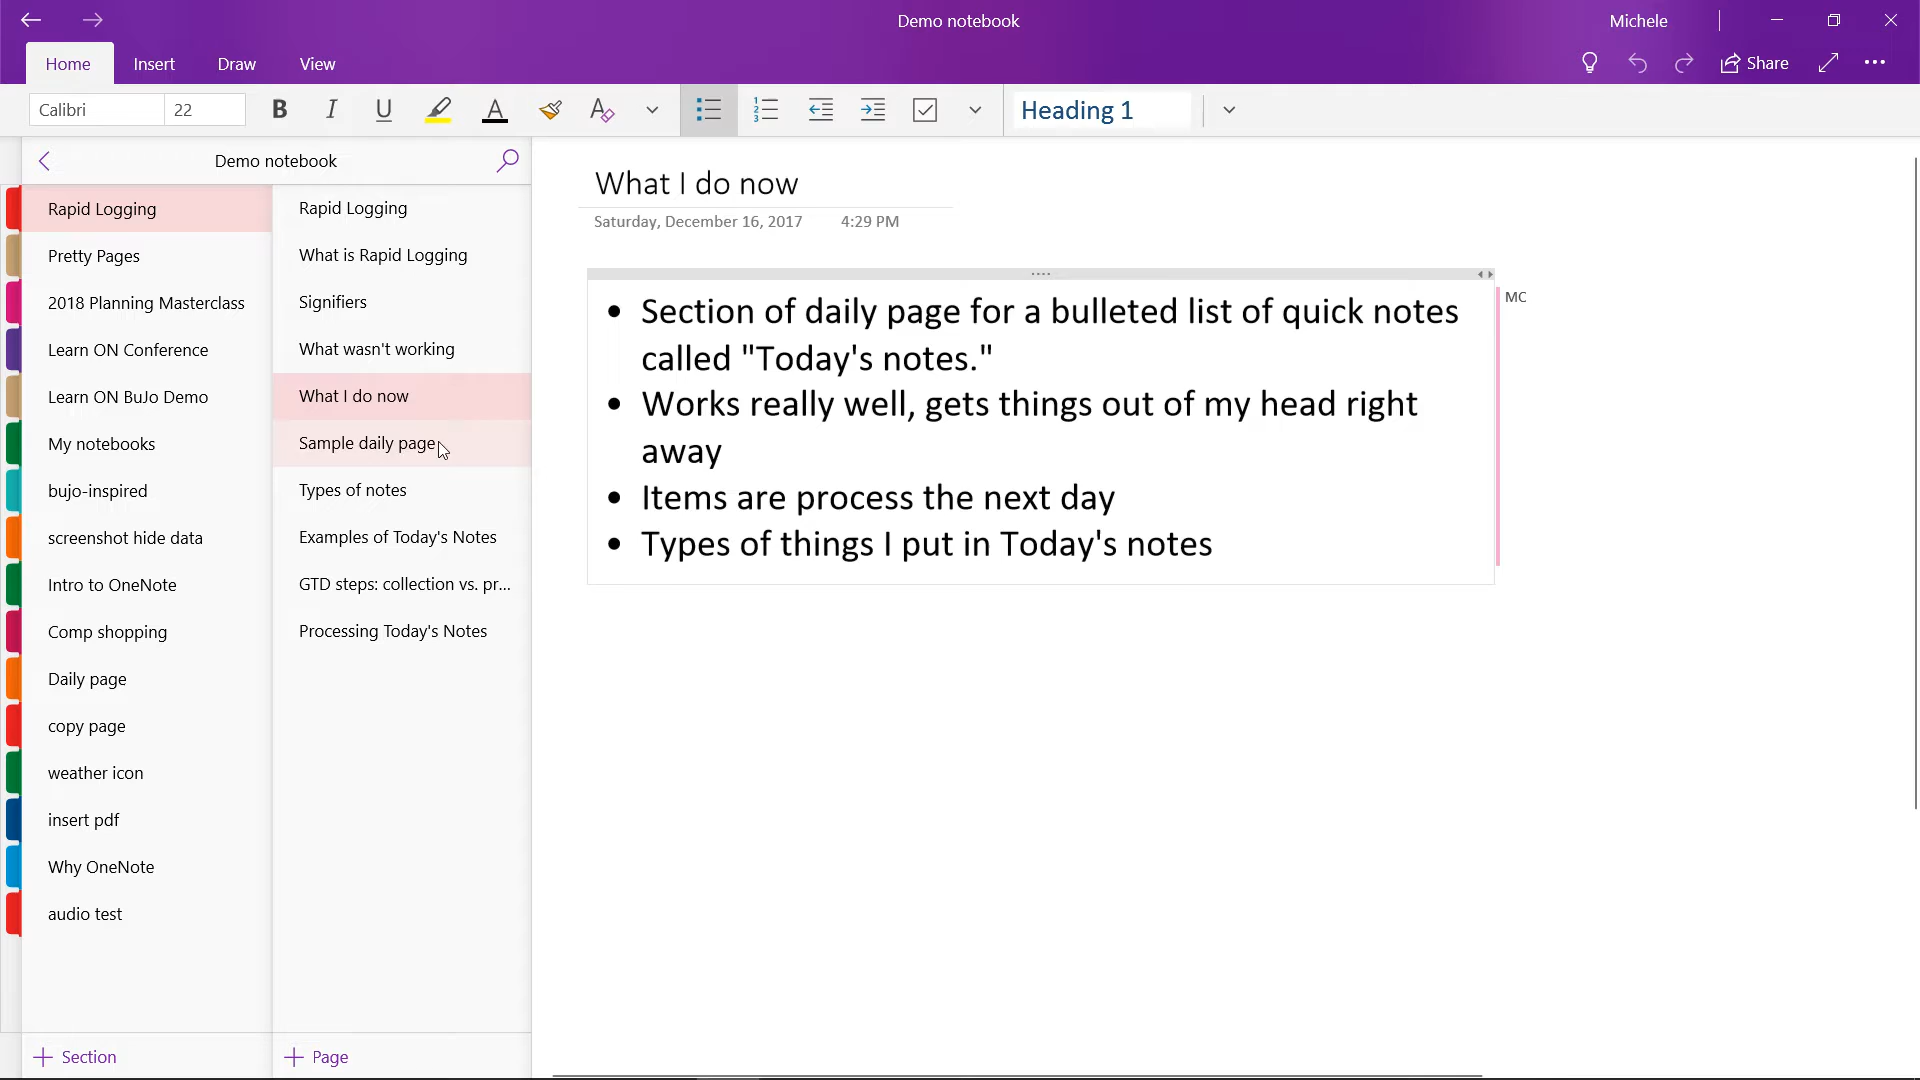 Demo notebook
Michele
Home
Insert
Draw
View
Share
Calibri
22
B
I
U
A
A
Heading 1
Demo notebook
Rapid Logging
Pretty Pages
2018 Planning Masterclass
Learn ON Conference
Learn ON BuJo Demo
My notebooks
bujo-inspired
screenshot hide data
Intro to OneNote
Comp shopping
Daily page
copy page
weather icon
insert pdf
Why OneNote
audio test
+ Section
Rapid Logging
What is Rapid Logging
Signifiers
What wasn't working
What I do now
Sample daily page
Types of notes
Examples of Today's Notes
GTD steps: collection vs. pr...
Processing Today's Notes
+ Page
What I do now
Saturday, December 16, 2017 4:29 PM
• Section of daily page for a bulleted list of quick notes
called "Today's notes."
• Works really well, gets things out of my head right
away
• Items are process the next day
• Types of things I put in Today's notes
MC